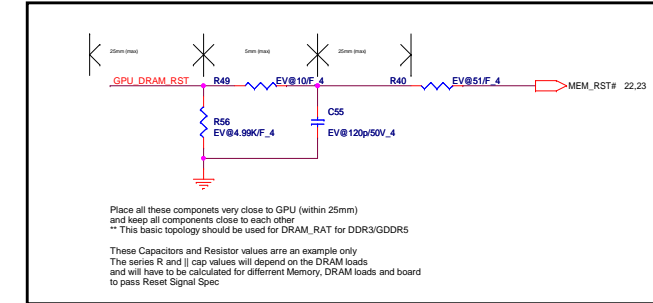 25mm (max) 5mm (max) 25mm (max)
GPU_DRAM_RST R49 EV@10/F_4 R40 EV@51/F_4 MEM_RST# 22,23
R56
EV@4.99K/F_4
C55
EV@120p/50V_4
Place all these componets very close to GPU (within 25mm)
and keep all components close to each other
** This basic topology should be used for DRAM_RAT for DDR3/GDDR5
These Capacitors and Resistor values arre an example only
The series R and || cap values will depend on the DRAM loads
and will have to be calculated for differrent Memory, DRAM loads and board
to pass Reset Signal Spec